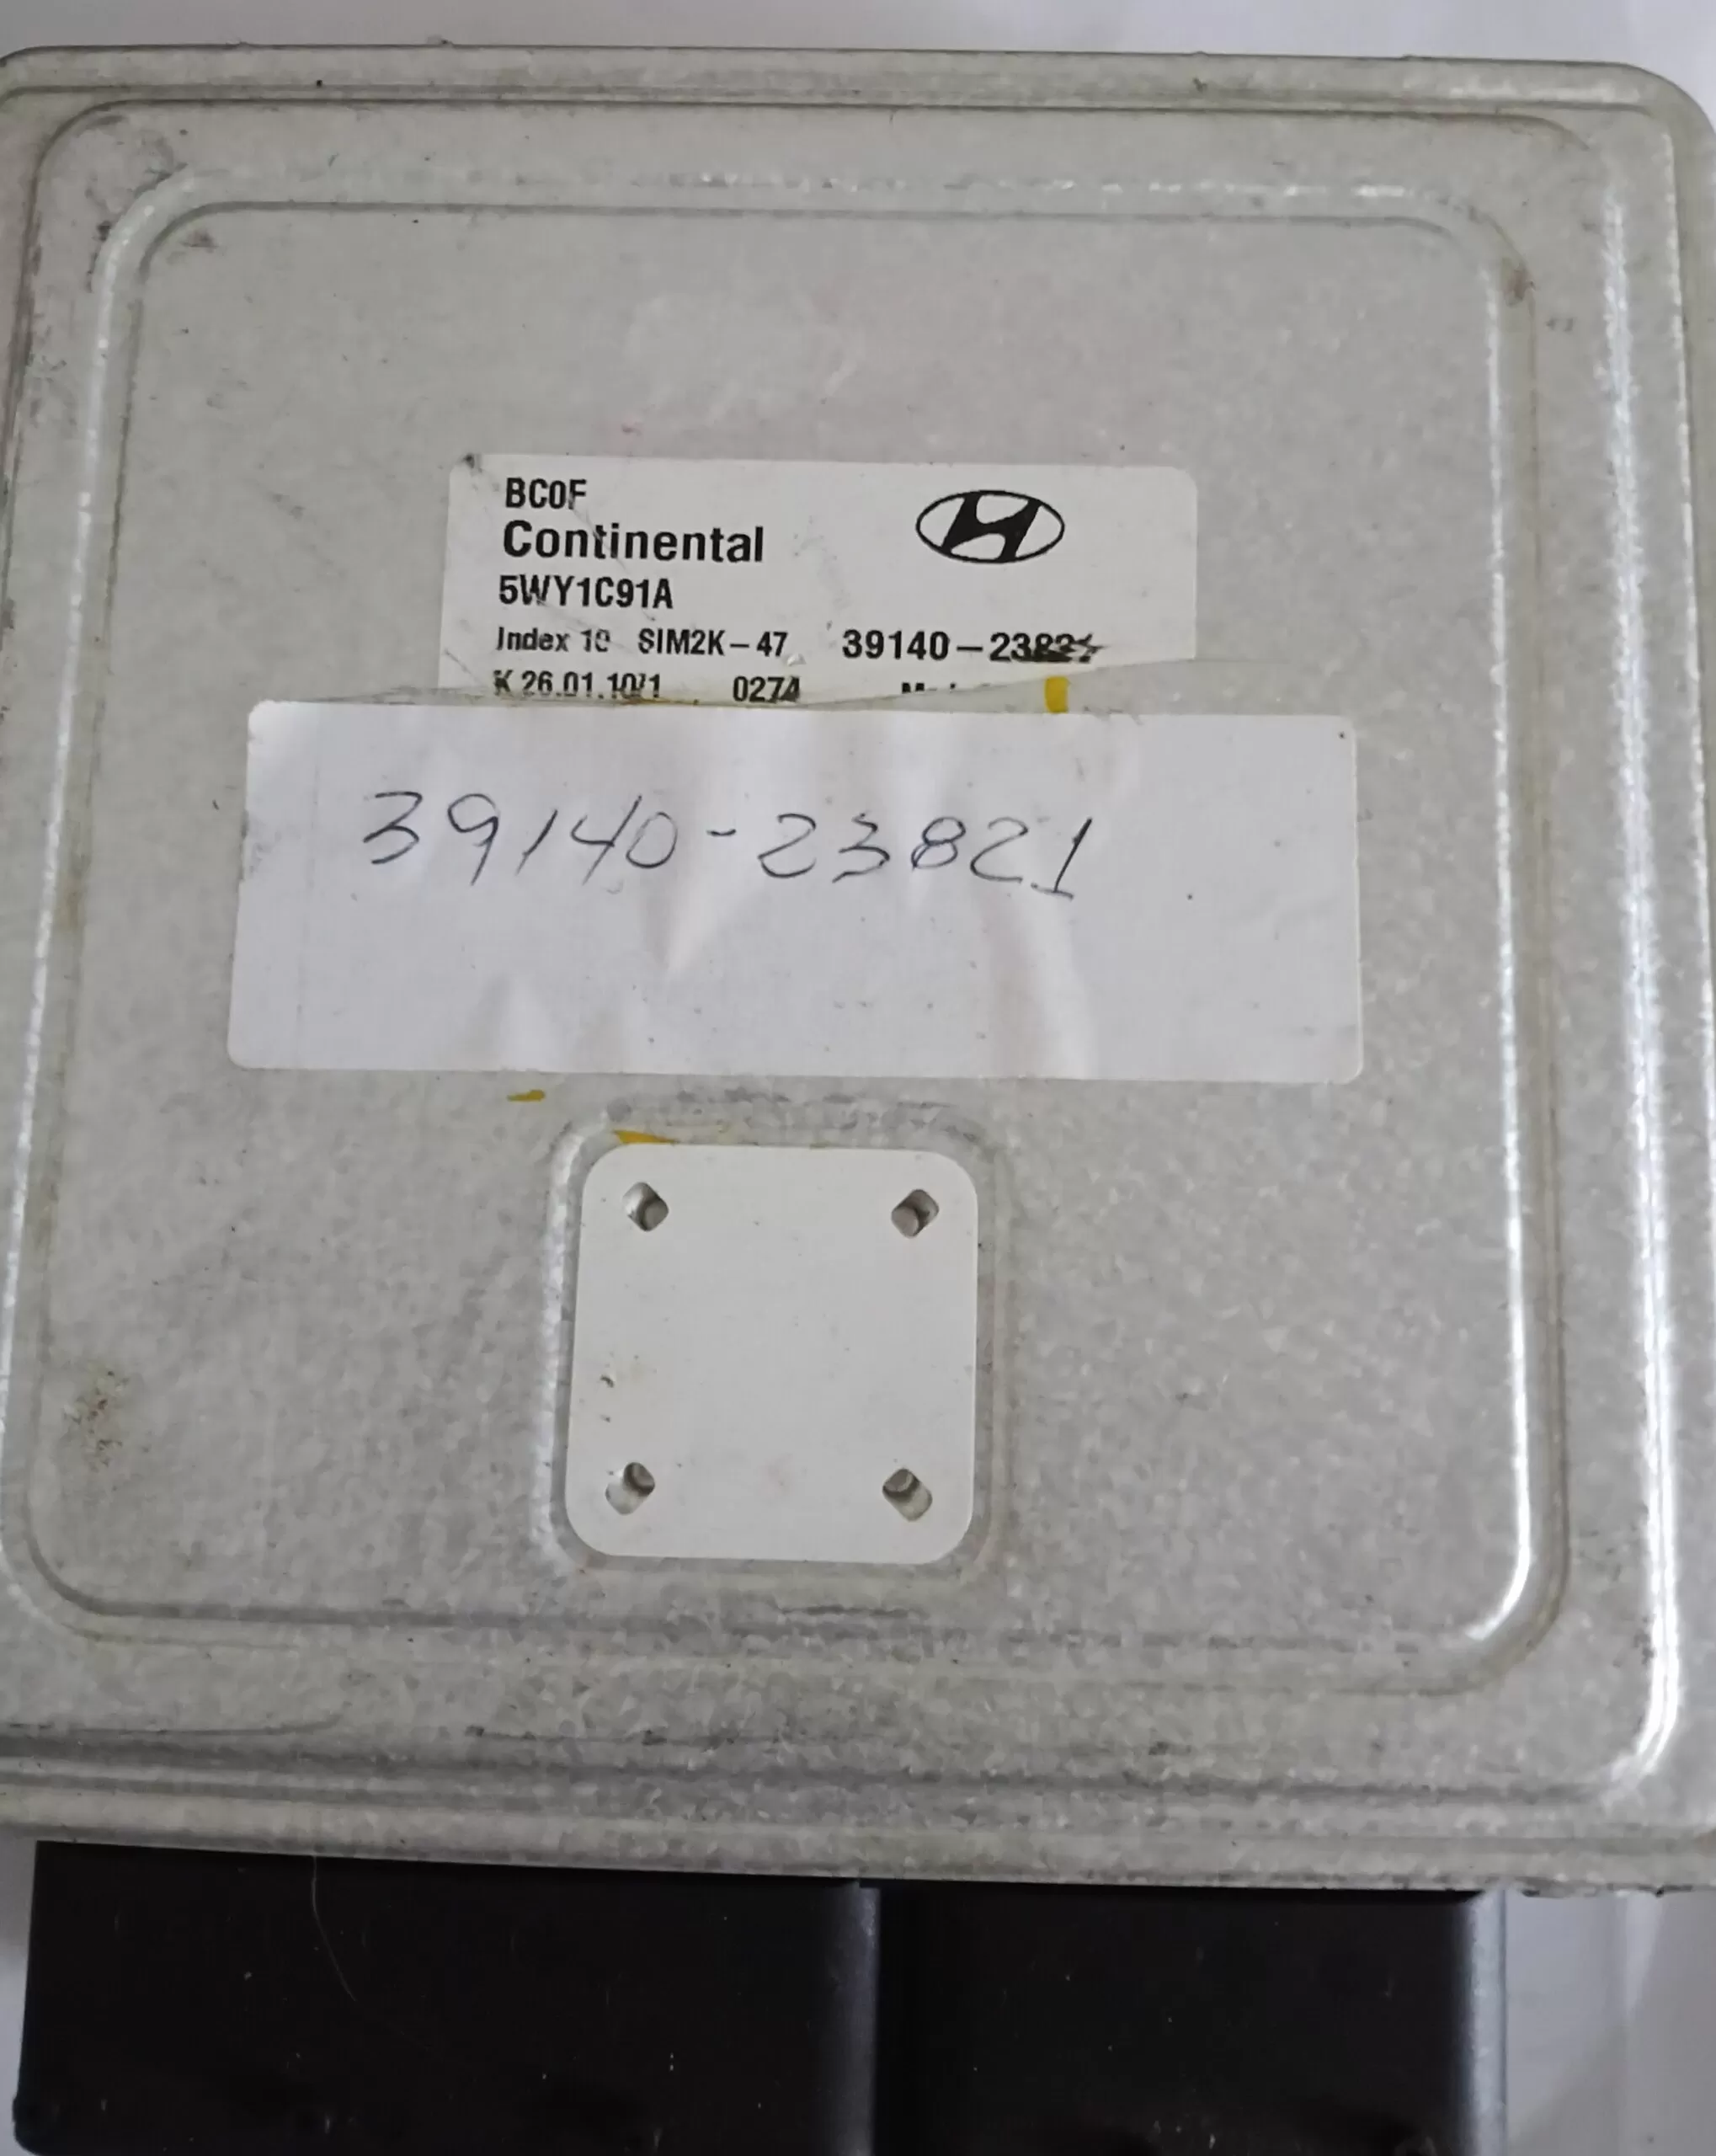 BC0F
Continental
5WY1C91A
Index 10 SIM2K-47 39140-23821
K 26.01.10/1 0274
39140-23821